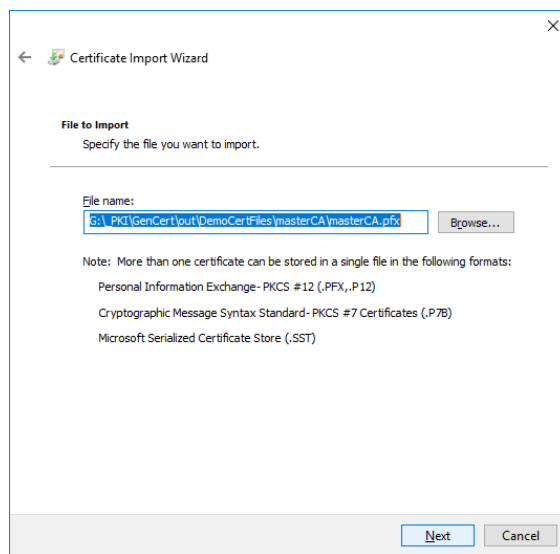 Certificate Import Wizard
File to Import
Specify the file you want to import.
File name:
G:\_PKI\GenCert\out\DemoCertFiles\masterCA\masterCA.pfx
Browse...
Note: More than one certificate can be stored in a single file in the following formats:
Personal Information Exchange- PKCS #12 (.PFX,.P12)
Cryptographic Message Syntax Standard- PKCS #7 Certificates (.P7B)
Microsoft Serialized Certificate Store (.SST)
Next
Cancel